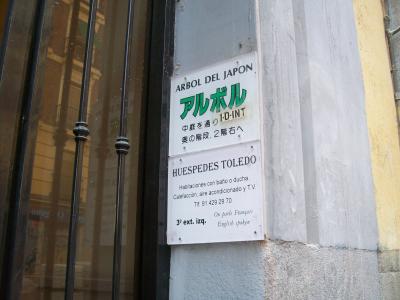 ARBOL DEL JAPON
アルボル
中庭を通り 1·D·INT
奥の階段、2階右へ
HUESPEDES TOLEDO
Habitaciones con baño o ducha
Calefacción, aire acondicionado y T.V.
Tlf. 91 429 29 70
3º ext. izq.
On parle Français
English spoken